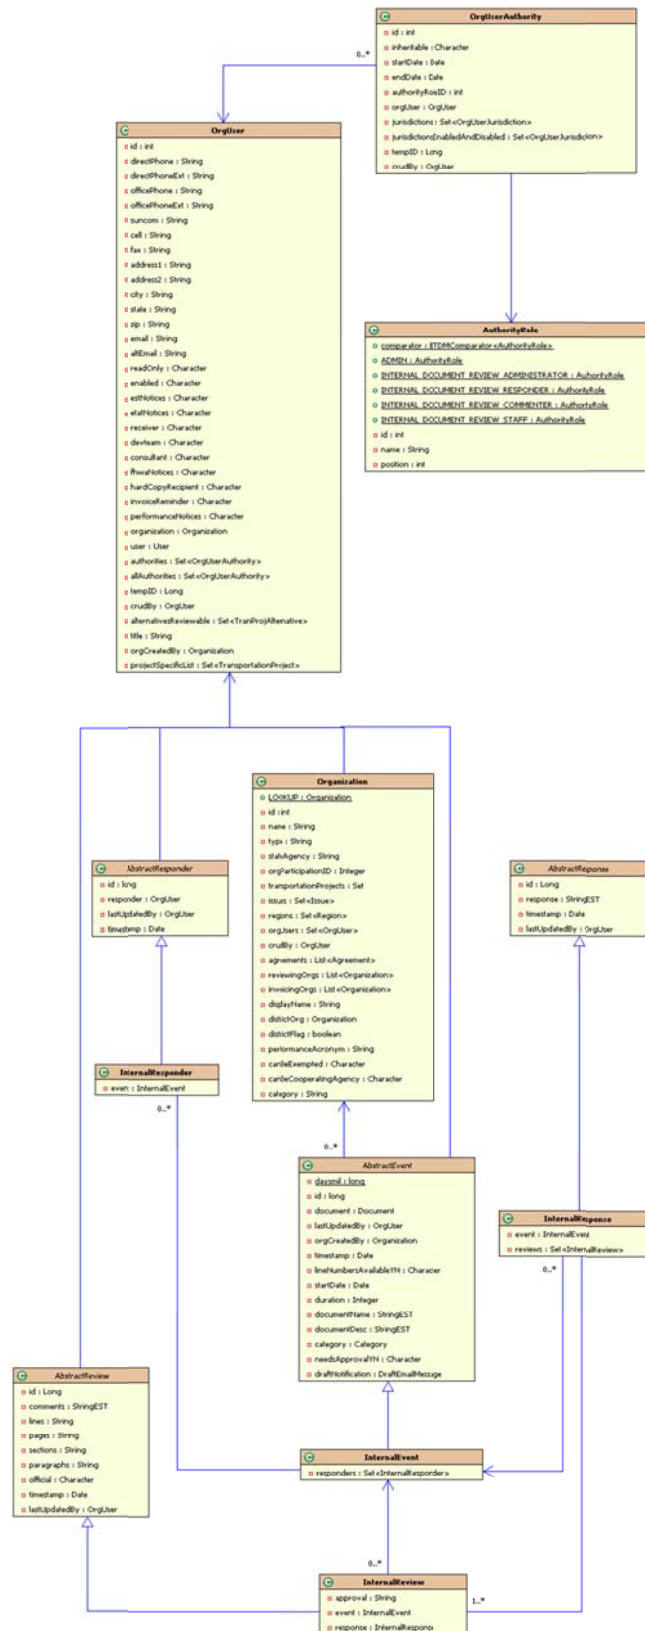 OrgUserAuthority
id : int
inheritable : Character
startDate : Date
endDate : Date
authorityRoleID : int
orgUser : OrgUser
jurisdictions : Set<OrgUserJurisdiction>
jurisdictionsEnabledAndDisabled : Set<OrgUserJurisdiction>
tempID : Long
crudBy : OrgUser
0..*
OrgUser
id : int
directPhone : String
directPhoneExt : String
officePhone : String
officePhoneExt : String
suncom : String
cell : String
fax : String
address1 : String
address2 : String
city : String
state : String
zip : String
email : String
altEmail : String
readOnly : Character
enabled : Character
estNotices : Character
etatNotices : Character
receiver : Character
devteam : Character
consultant : Character
fhwaNotices : Character
hardCopyRecipient : Character
invoiceReminder : Character
performanceNotices : Character
organization : Organization
user : User
authorities : Set<OrgUserAuthority>
allAuthorities : Set<OrgUserAuthority>
tempID : Long
crudBy : OrgUser
alternativesReviewable : Set<TranProjAlternative>
title : String
orgCreatedBy : Organization
projectSpecificList : Set<TransportationProject>
AuthorityRole
comparator : ETDMComparator<AuthorityRole>
ADMIN : AuthorityRole
INTERNAL_DOCUMENT_REVIEW_ADMINISTRATOR : AuthorityRole
INTERNAL_DOCUMENT_REVIEW_RESPONDER : AuthorityRole
INTERNAL_DOCUMENT_REVIEW_COMMENTER : AuthorityRole
INTERNAL_DOCUMENT_REVIEW_STAFF : AuthorityRole
id : int
name : String
position : int
Organization
LOOKUP : Organization
id : int
name : String
type : String
stateAgency : String
orgParticipationID : Integer
transportationProjects : Set
issues : Set<Issue>
regions : Set<Region>
orgUsers : Set<OrgUser>
crudBy : OrgUser
agreements : List<Agreement>
reviewingOrgs : List<Organization>
invoicingOrgs : List<Organization>
displayName : String
districtOrg : Organization
districtFlag : boolean
performanceAcronym : String
canBeExempted : Character
canBeCooperatingAgency : Character
category : String
AbstractResponder
id : long
responder : OrgUser
lastUpdatedBy : OrgUser
timestamp : Date
AbstractReponse
id : Long
response : StringEST
timestamp : Date
lastUpdatedBy : OrgUser
InternalResponder
event : InternalEvent
0..*
0..*
AbstractEvent
daysmil : long
id : long
document : Document
lastUpdatedBy : OrgUser
orgCreatedBy : Organization
timestamp : Date
lineNumbersAvailableYN : Character
startDate : Date
duration : Integer
documentName : StringEST
documentDesc : StringEST
category : Category
needsApprovalYN : Character
draftNotification : DraftEmailMessage
InternalResponse
event : InternalEvent
reviews : Set<InternalReview>
0..*
AbstractReview
id : Long
comments : StringEST
lines : String
pages : String
sections : String
paragraphs : String
official : Character
timestamp : Date
lastUpdatedBy : OrgUser
InternalEvent
responders : Set<InternalResponder>
0..*
InternalReview
approval : String
event : InternalEvent
response : InternalResponse
1..*